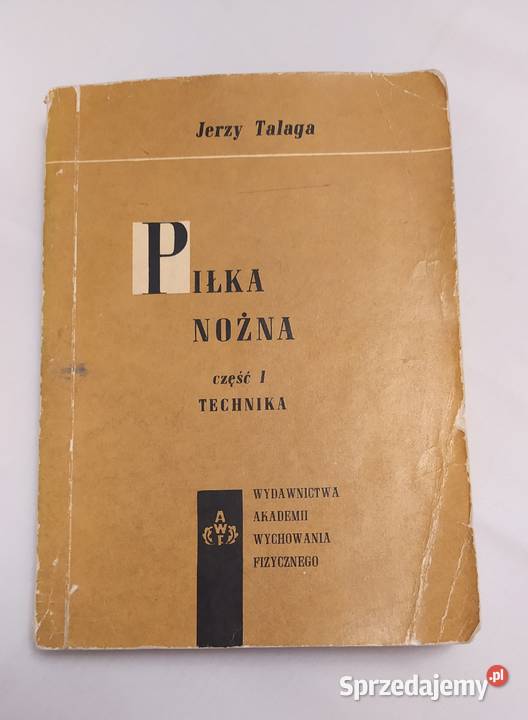 Jerzy Talaga
PIŁKA
NOŻNA
część I
TECHNIKA
AWF
WYDAWNICTWA
AKADEMII
WYCHOWANIA
FIZYCZNEGO
Sprzedajemy.pl